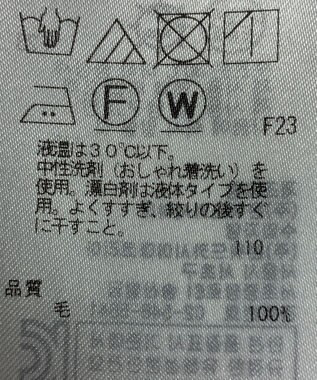 F W
F23
液温は30℃以下。
中性洗剤（おしゃれ着洗い）を
使用。漂白剤は液体タイプを使
用。よくすすぎ、絞りの後すぐ
に干すこと。
110
品質
毛 100%